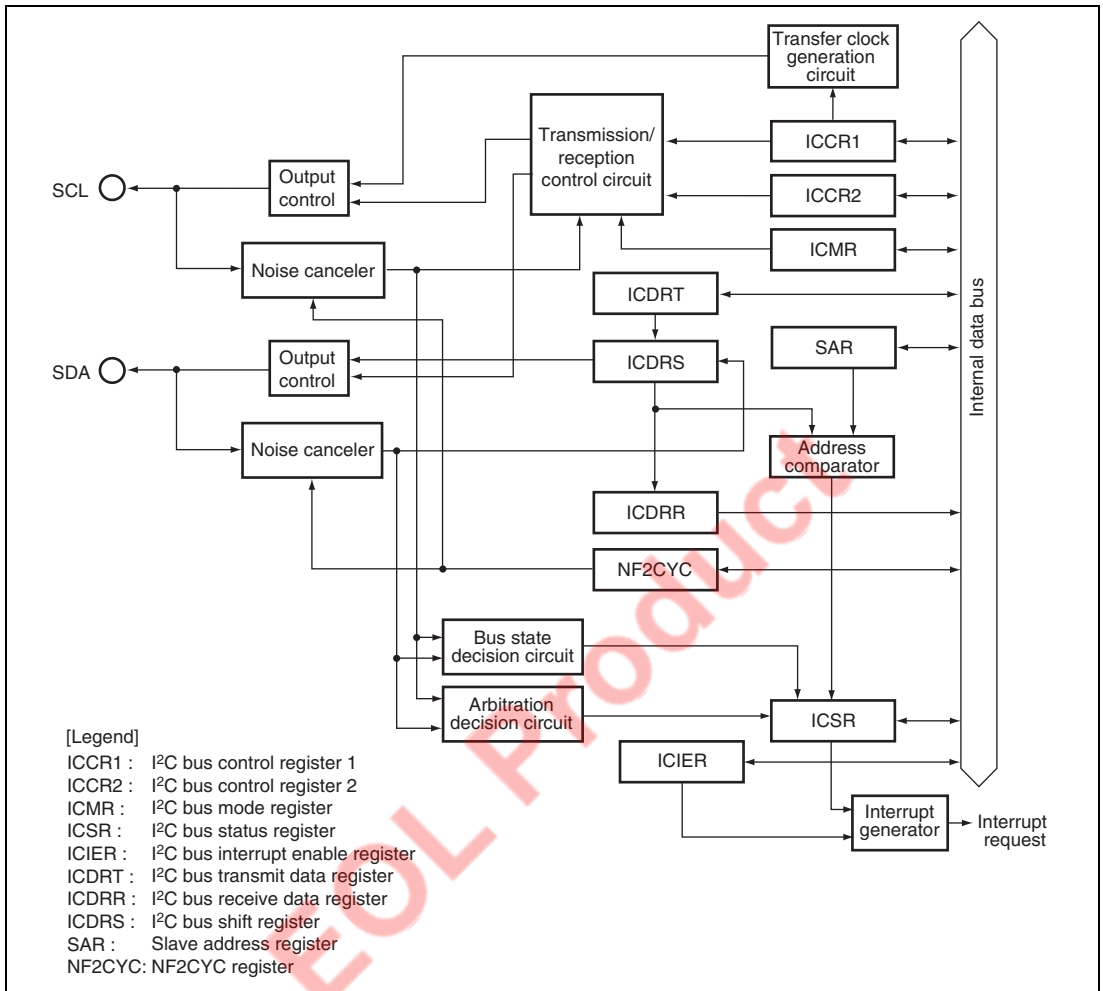 Transfer clock
generation
circuit
Transmission/
reception
control circuit
ICCR1
SCL
Output
control
ICCR2
ICMR
Noise canceler
ICDRT
Internal data bus
SDA
Output
control
ICDRS
SAR
Noise canceler
Address
comparator
ICDRR
NF2CYC
Bus state
decision circuit
Arbitration
decision circuit
ICSR
ICIER
Interrupt
generator
Interrupt
request
[Legend]
ICCR1 : I²C bus control register 1
ICCR2 : I²C bus control register 2
ICMR : I²C bus mode register
ICSR : I²C bus status register
ICIER : I²C bus interrupt enable register
ICDRT : I²C bus transmit data register
ICDRR : I²C bus receive data register
ICDRS : I²C bus shift register
SAR : Slave address register
NF2CYC: NF2CYC register
EOL Product